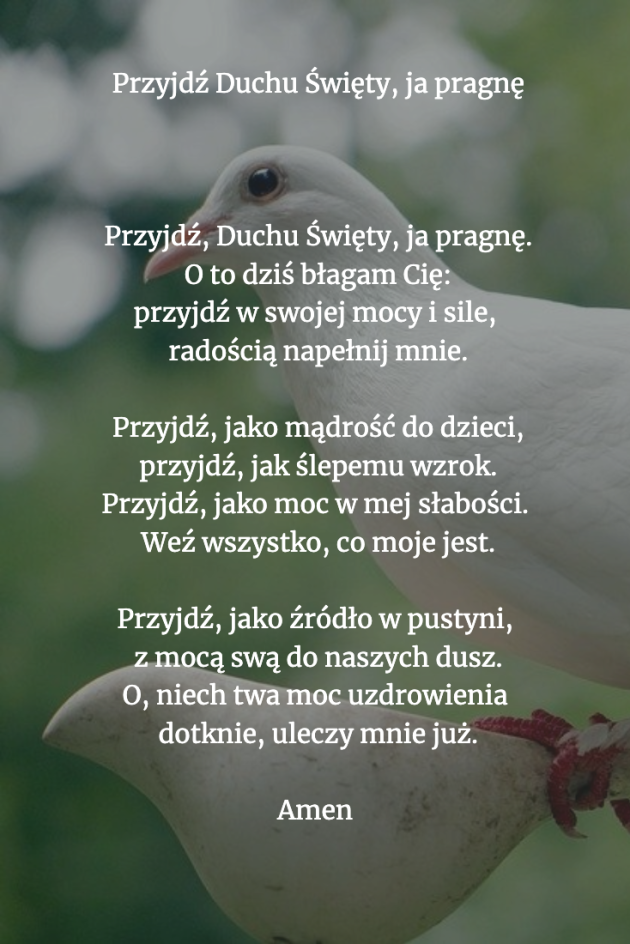 Przyjdź Duchu Święty, ja pragnę
Przyjdź, Duchu Święty, ja pragnę.
O to dziś błagam Cię:
przyjdź w swojej mocy i sile,
radością napełnij mnie.
Przyjdź, jako mądrość do dzieci,
przyjdź, jak ślepemu wzrok.
Przyjdź, jako moc w mej słabości.
Weź wszystko, co moje jest.
Przyjdź, jako źródło w pustyni,
z mocą swą do naszych dusz.
O, niech twa moc uzdrowienia
dotknie, uleczy mnie już.
Amen